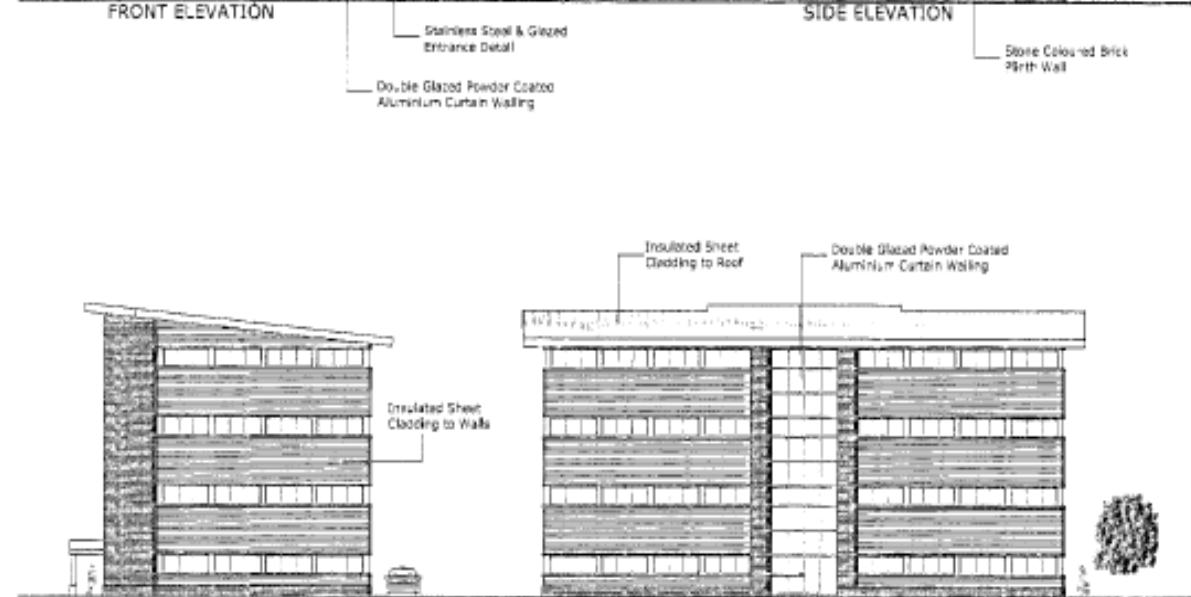 FRONT ELEVATION
SIDE ELEVATION
Stainless Steel & Glazed
Entrance Detail
Stone Coloured Brick
Plinth Wall
Double Glazed Powder Coated
Aluminium Curtain Walling
Insulated Sheet
Cladding to Roof
Double Glazed Powder Coated
Aluminium Curtain Walling
Insulated Sheet
Cladding to Walls